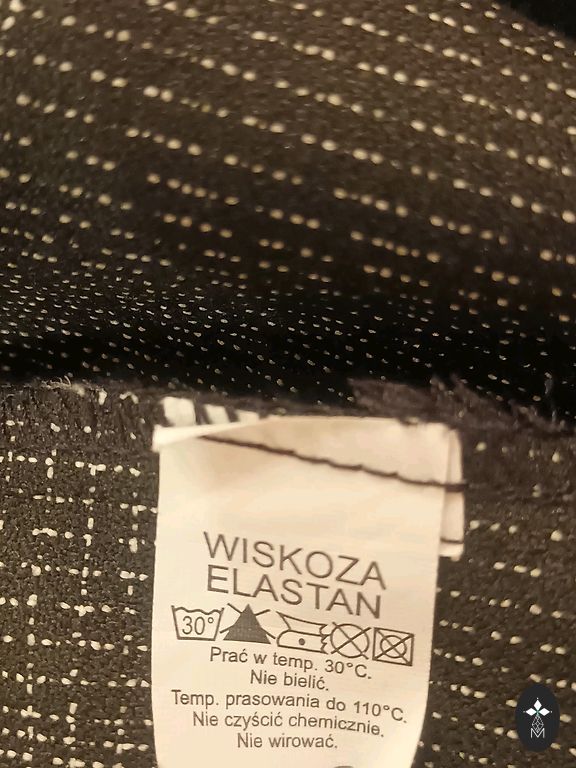 WISKOZA
ELASTAN
30°
Prać w temp. 30°C.
Nie bielić.
Temp. prasowania do 110°C.
Nie czyścić chemicznie.
Nie wirować.
M